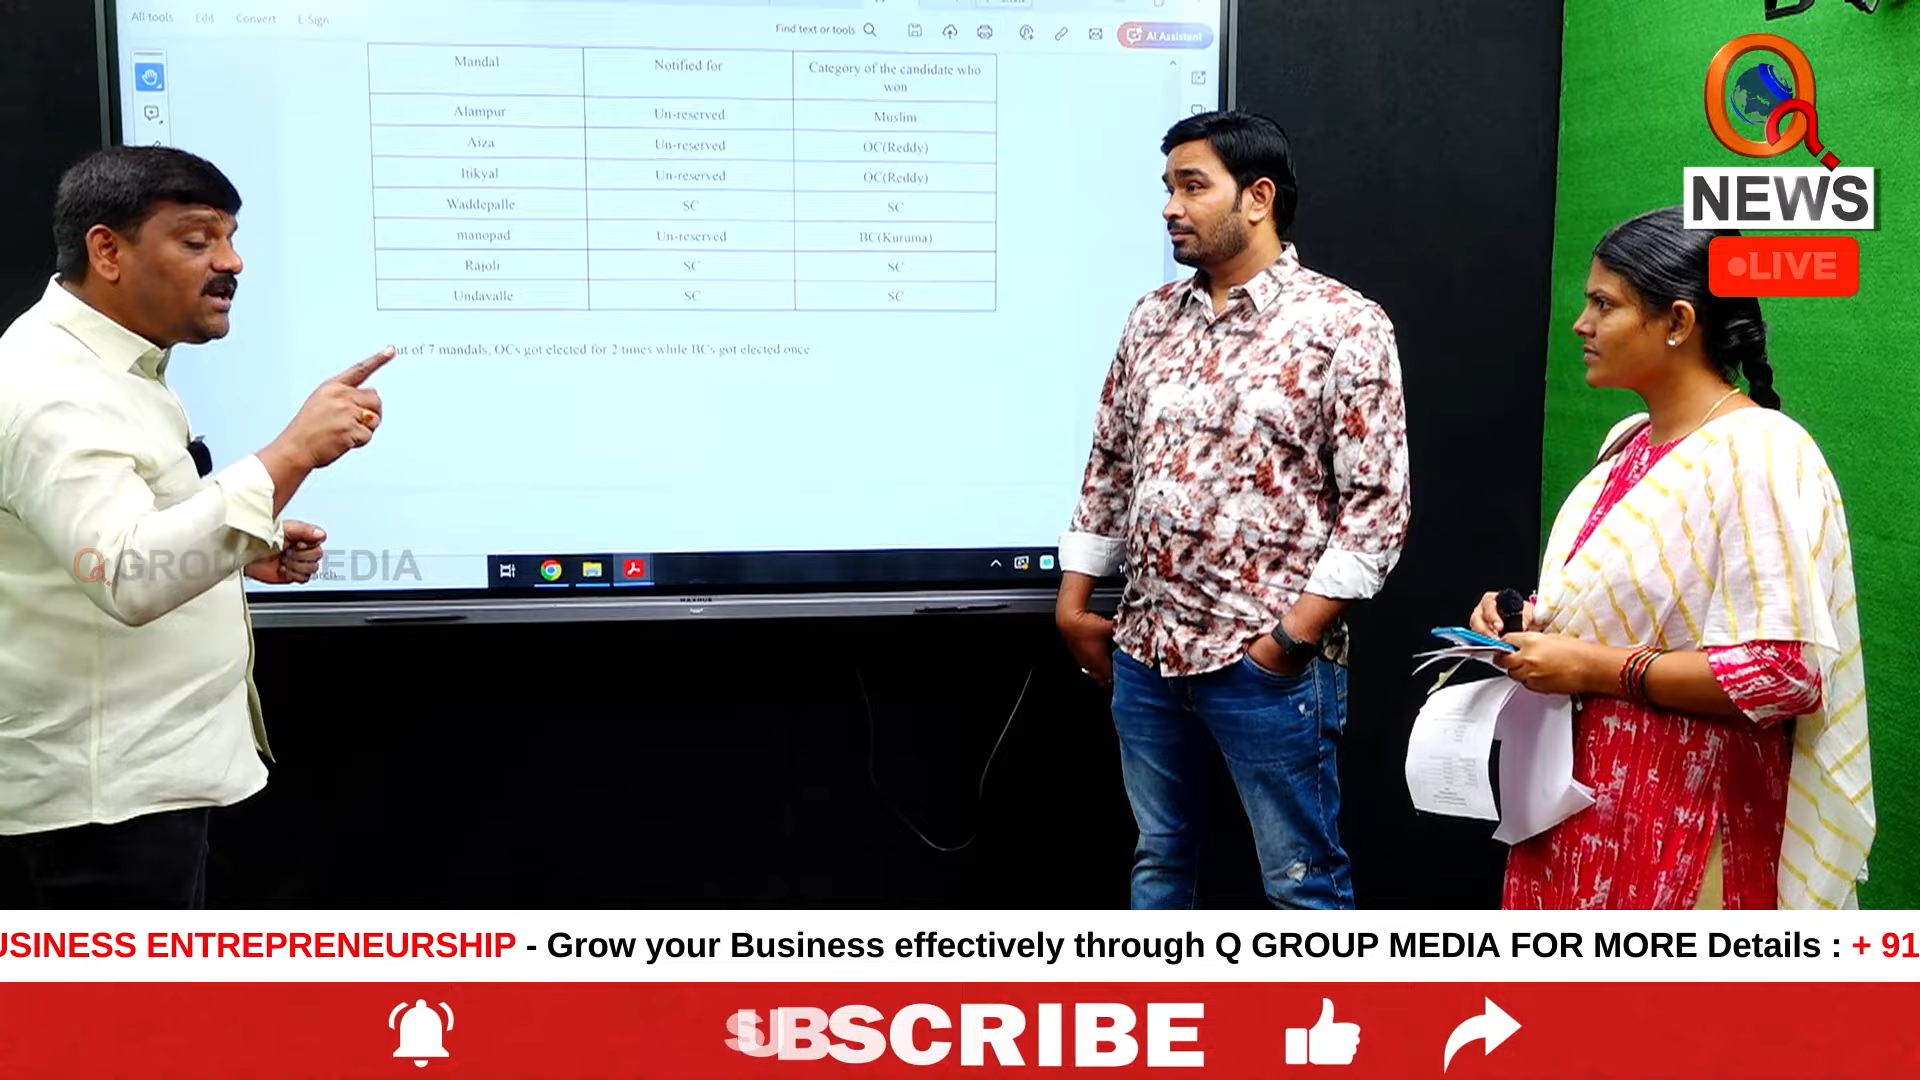 All tools Edit Convert E-Sign
Find text or tools
AI Assistant
Mandal Notified for Category of the candidate who won
Alampur Un-reserved Muslim
Aiza Un-reserved OC(Reddy)
Itikyal Un-reserved OC(Reddy)
Waddepalle SC SC
manopad Un-reserved BC(Kuruma)
Rajoli SC SC
Undavalle SC SC
ut of 7 mandals, OCs got elected for 2 times while BCs got elected once
Q
NEWS
LIVE
Q GROUP MEDIA
USINESS ENTREPRENEURSHIP - Grow your Business effectively through Q GROUP MEDIA FOR MORE Details : + 91
SUBSCRIBE